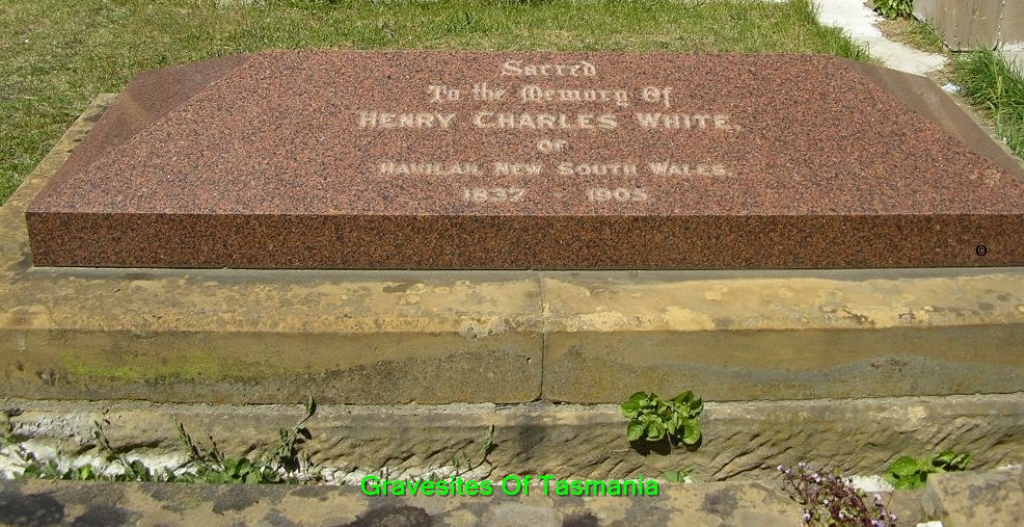 Sacred
To the Memory Of
HENRY CHARLES WHITE,
OF
HAVILAH, NEW SOUTH WALES.
1837 1905
Gravesites Of Tasmania